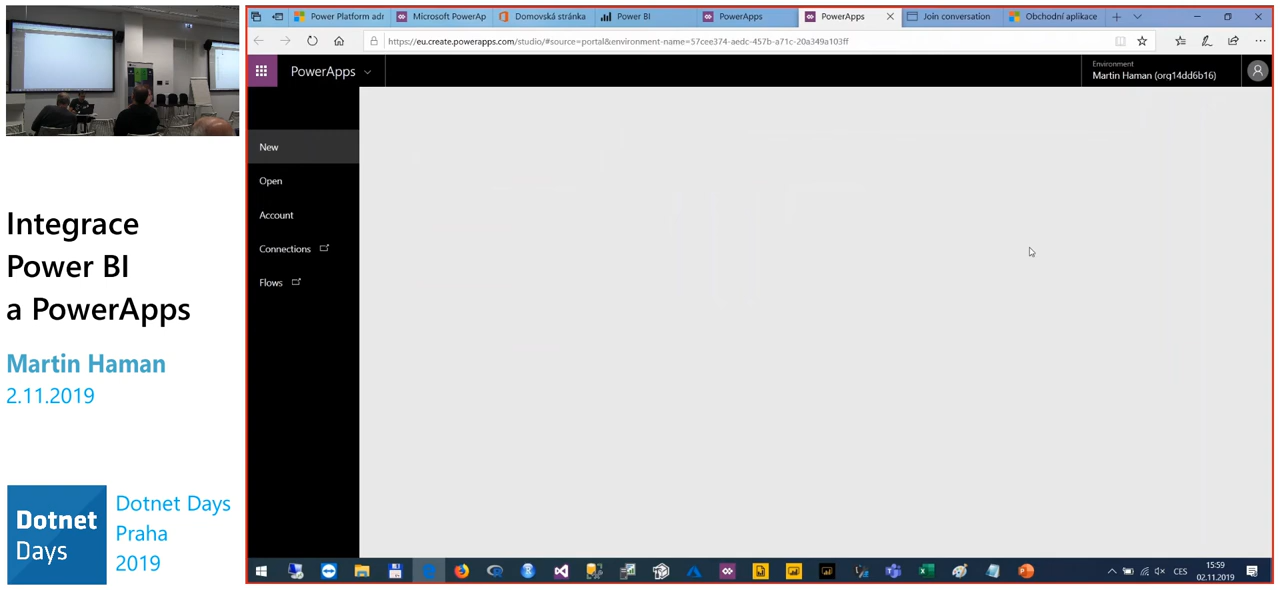 Power Platform adr
Microsoft PowerAp
Domovská stránka
Power BI
PowerApps
PowerApps
Join conversation
Obchodní aplikace
https://eu.create.powerapps.com/studio/#source=portal&environment-name=57cee374-aedc-457b-a71c-20a349a103ff
PowerApps
Environment
Martin Haman (orq14dd6b16)
New
Open
Account
Connections
Flows
Integrace
Power BI
a PowerApps
Martin Haman
2.11.2019
Dotnet
Days
Dotnet Days
Praha
2019
CES
15:59
02.11.2019